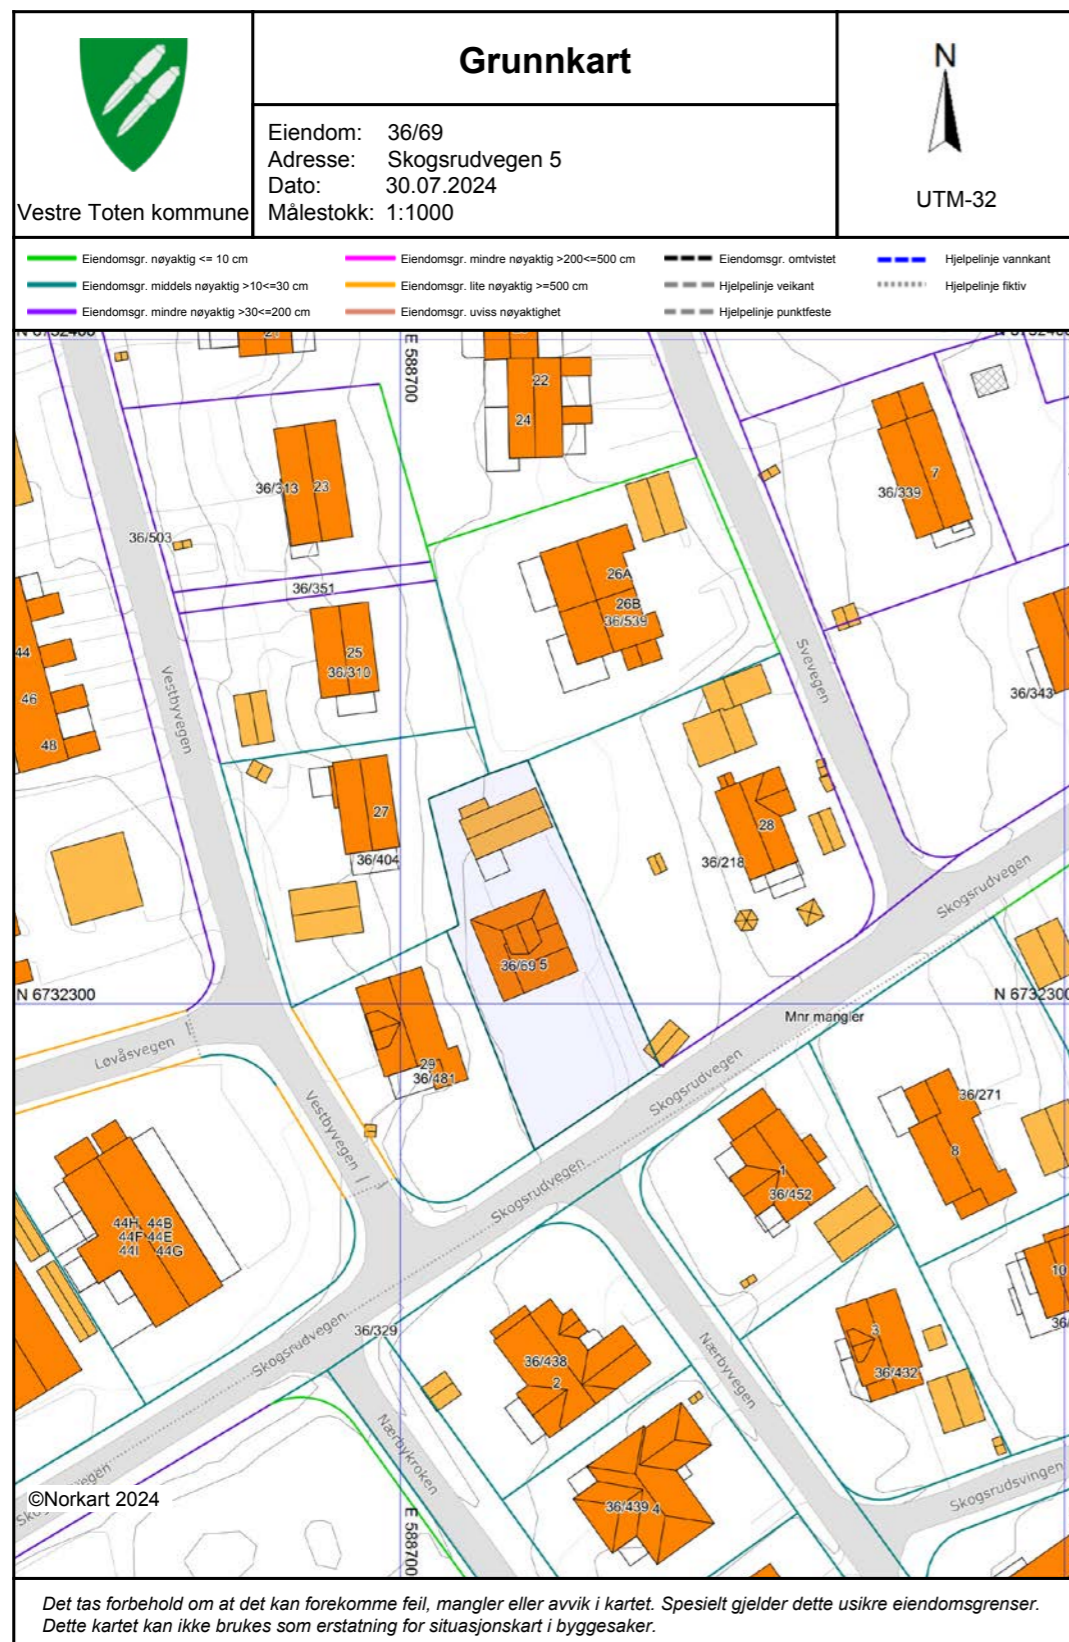 Vestre Toten kommune
Grunnkart
Eiendom: 36/69
Adresse: Skogsrudvegen 5
Dato: 30.07.2024
Målestokk: 1:1000
N
UTM-32
Eiendomsgr. nøyaktig <= 10 cm
Eiendomsgr. middels nøyaktig >10<=30 cm
Eiendomsgr. mindre nøyaktig >30<=200 cm
Eiendomsgr. mindre nøyaktig >200<=500 cm
Eiendomsgr. lite nøyaktig >=500 cm
Eiendomsgr. uviss nøyaktighet
Eiendomsgr. omtvistet
Hjelpelinje veikant
Hjelpelinje punktfeste
Hjelpelinje vannkant
Hjelpelinje fiktiv
E 588700
22
24
7
36/339
36/313 23
36/503
36/351
26A
26B
36/539
25
36/310
44
46
48
Vestbyvegen
Svevegen
36/343
27
36/404
28
36/218
Skogsrudvegen
36/69 5
N 6732300
N 6732300
Mnr mangler
Løvåsvegen
29
36/481
Vestbyvegen
Skogsrudvegen
36/271
8
1
36/452
Skogsrudvegen
44H 44B
44F 44E
44I 44G
10
36/329
Skogsrudvegen
36/438
2
Nærbyvegen
3
36/432
Nærbykroken
36/439 4
Skogsrudsvingen
©Norkart 2024
E 588700
Det tas forbehold om at det kan forekomme feil, mangler eller avvik i kartet. Spesielt gjelder dette usikre eiendomsgrenser.
Dette kartet kan ikke brukes som erstatning for situasjonskart i byggesaker.